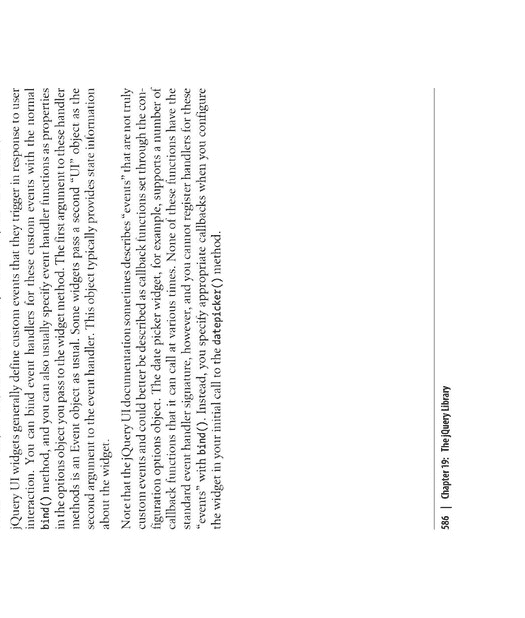 jQuery UI widgets generally define custom events that they trigger in response to user
interaction. You can bind event handlers for these custom events with the normal
bind() method, and you can also usually specify event handler functions as properties
in the options object you pass to the widget method. The first argument to these handler
methods is an Event object as usual. Some widgets pass a second “UI” object as the
second argument to the event handler. This object typically provides state information
about the widget.
Note that the jQuery UI documentation sometimes describes “events” that are not truly
custom events and could better be described as callback functions set through the con-
figuration options object. The date picker widget, for example, supports a number of
callback functions that it can call at various times. None of these functions have the
standard event handler signature, however, and you cannot register handlers for these
“events” with bind(). Instead, you specify appropriate callbacks when you configure
the widget in your initial call to the datepicker() method.
586 | Chapter 19: The jQuery Library